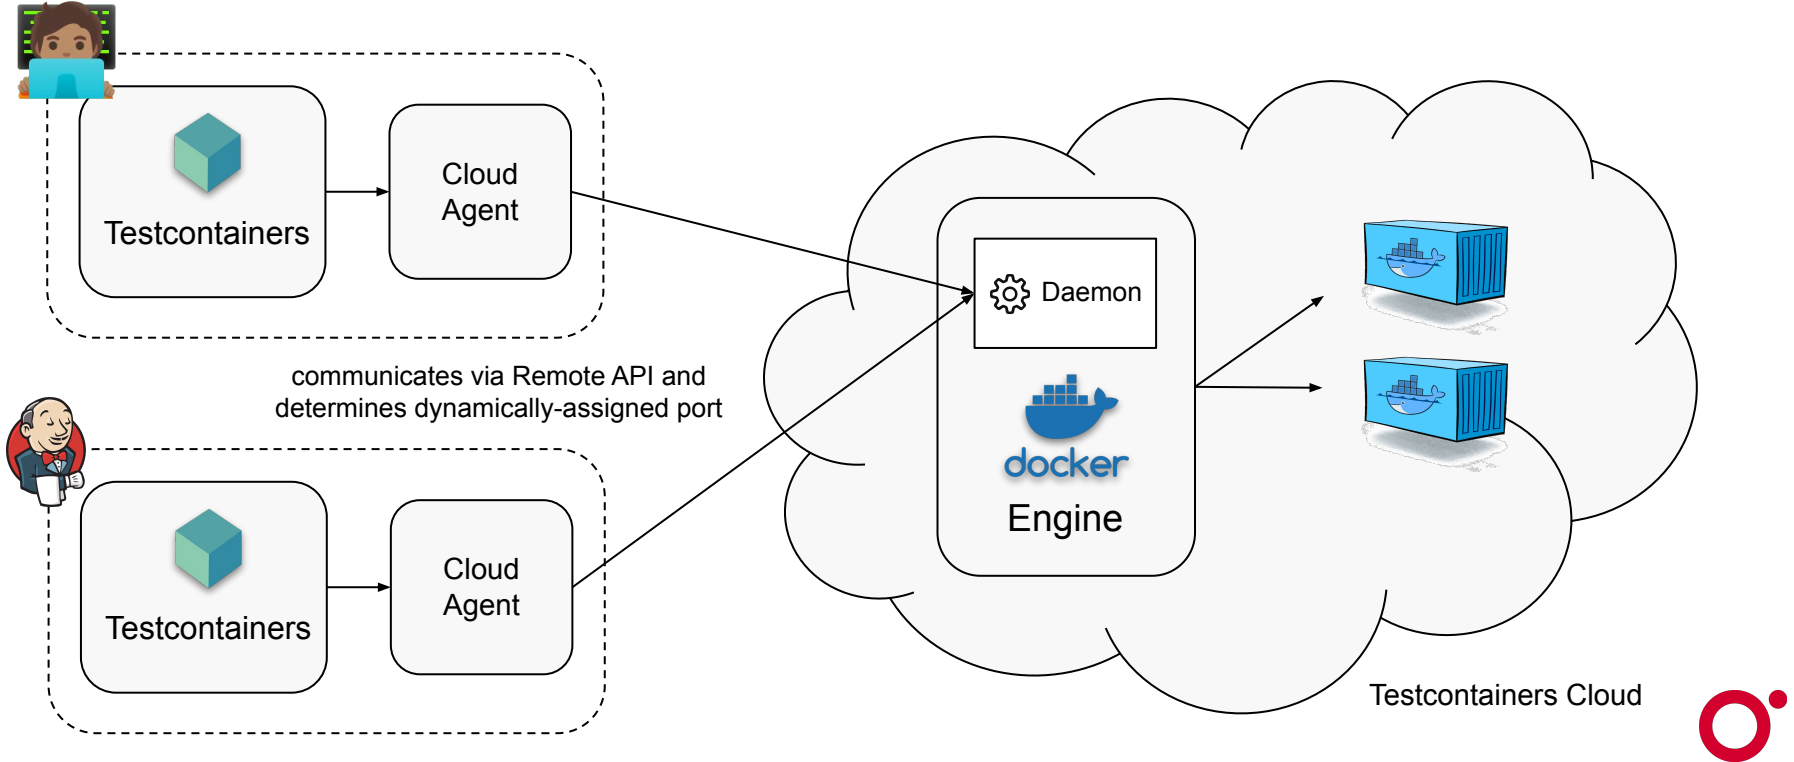 Testcontainers
Cloud
Agent
communicates via Remote API and
determines dynamically-assigned port
Testcontainers
Cloud
Agent
Daemon
docker
Engine
Testcontainers Cloud